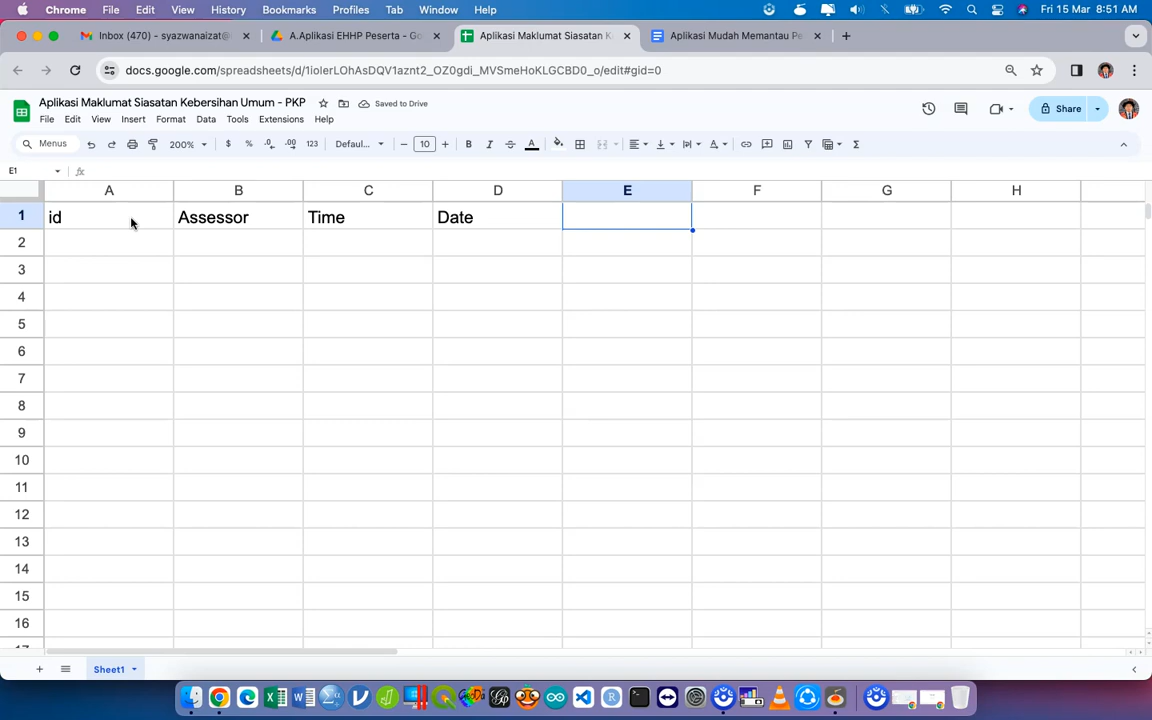 Chrome File Edit View History Bookmarks Profiles Tab Window Help Fri 15 Mar 8:51 AM
Inbox (470) - syazwanaizat@ A.Aplikasi EHHP Peserta - Go Aplikasi Maklumat Siasatan K Aplikasi Mudah Memantau Pe
docs.google.com/spreadsheets/d/1ioIerLOhAsDQV1aznt2_OZ0gdi_MVSmeHoKLGCBD0_o/edit#gid=0
Aplikasi Maklumat Siasatan Kebersihan Umum - PKP Saved to Drive
File Edit View Insert Format Data Tools Extensions Help Share
Menus 200% $ % .0 .00 123 Defaul... 10 B I A
E1 fx
A B C D E F G H
1 id Assessor Time Date
2
3
4
5
6
7
8
9
10
11
12
13
14
15
16
Sheet1